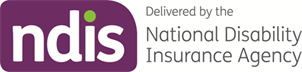 ndis
Delivered by the
National Disability
Insurance Agency